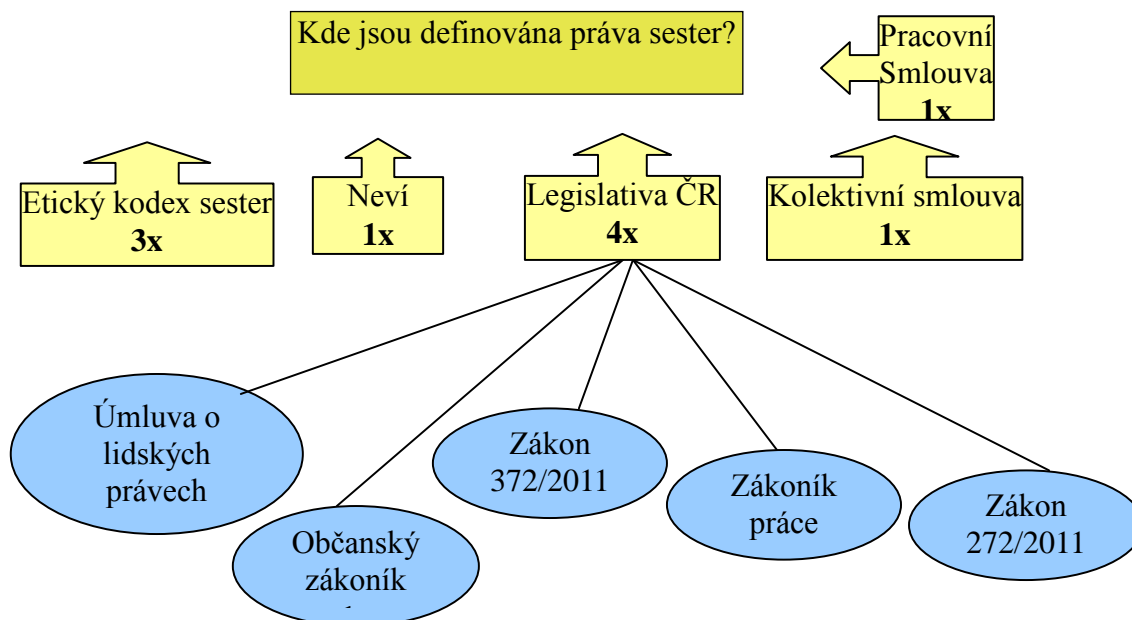 Kde jsou definována práva sester?
Pracovní
Smlouva
1x
Etický kodex sester
3x
Neví
1x
Legislativa ČR
4x
Kolektivní smlouva
1x
Úmluva o
lidských
právech
Občanský
zákoník
Zákon
372/2011
Zákoník
práce
Zákon
272/2011